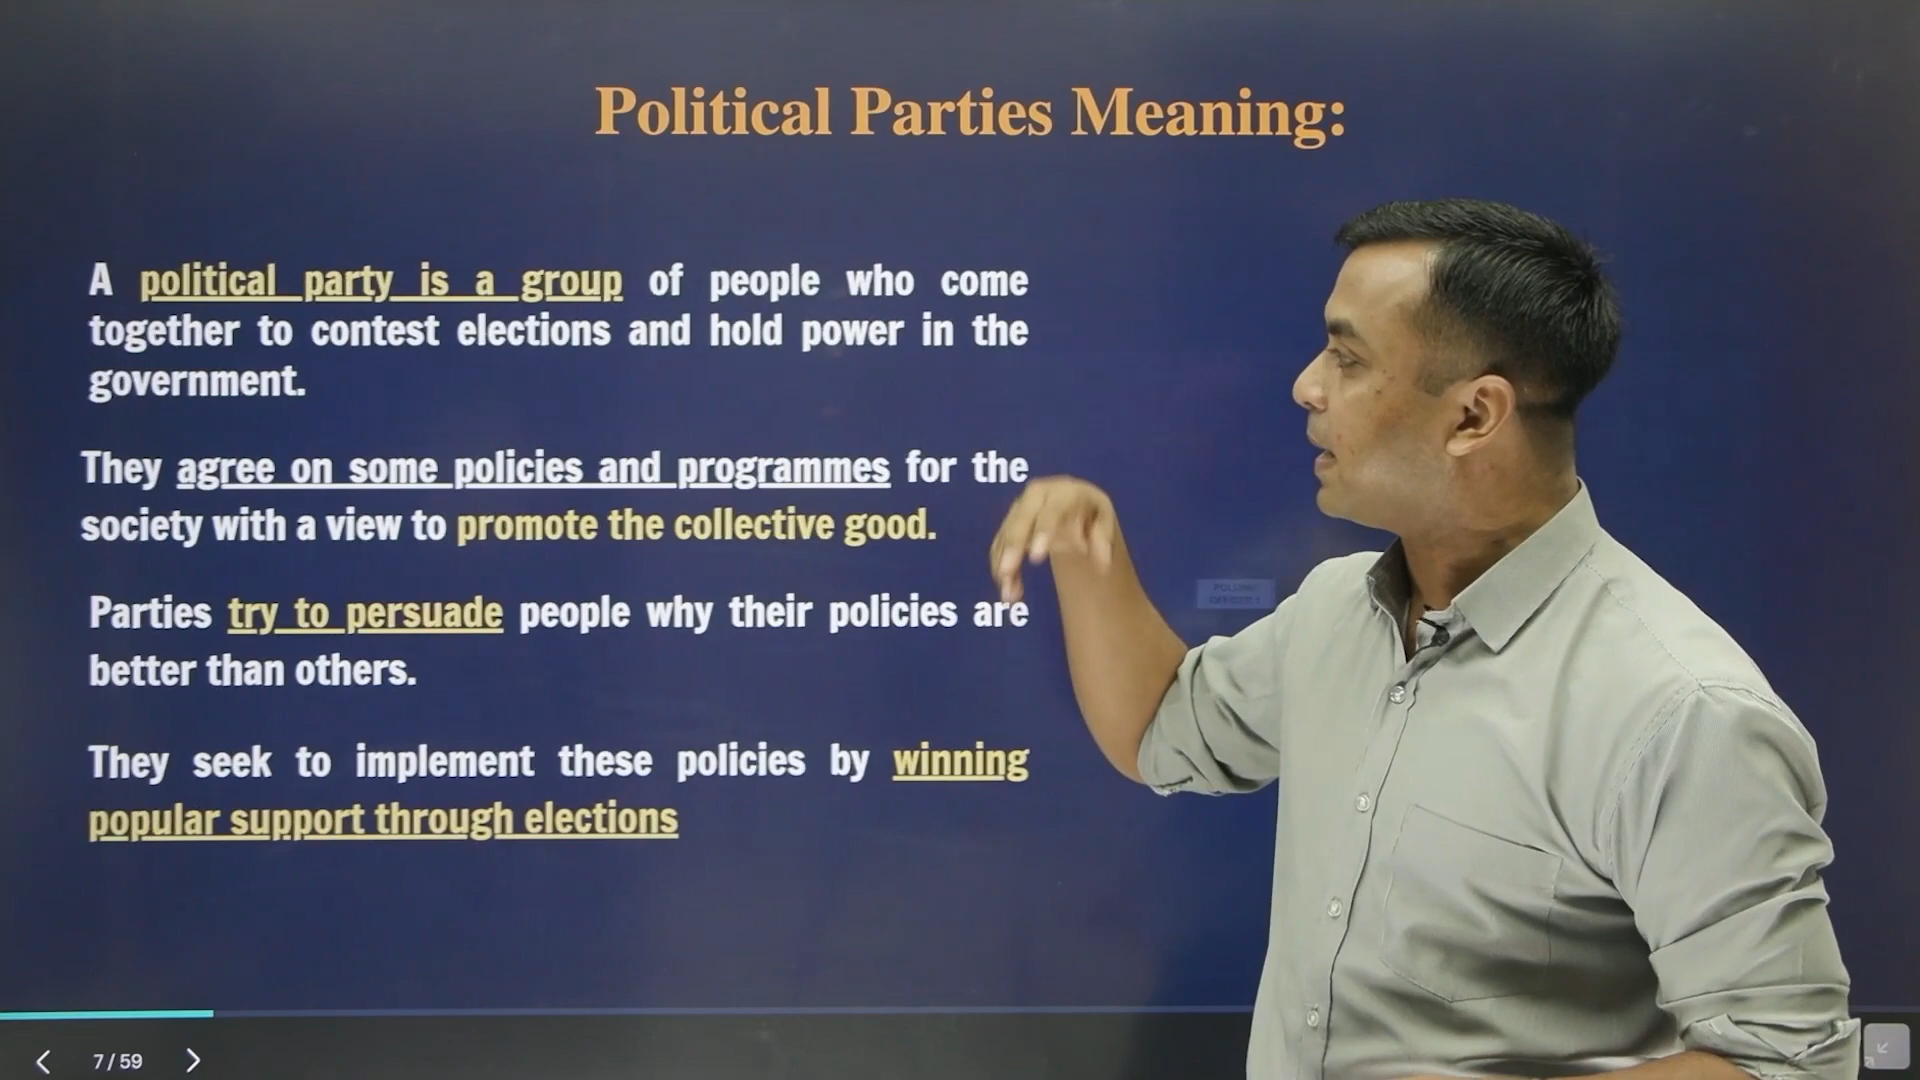 Political Parties Meaning:
A political party is a group of people who come
together to contest elections and hold power in the
government.
They agree on some policies and programmes for the
society with a view to promote the collective good.
Parties try to persuade people why their policies are
better than others.
They seek to implement these policies by winning
popular support through elections
7/59